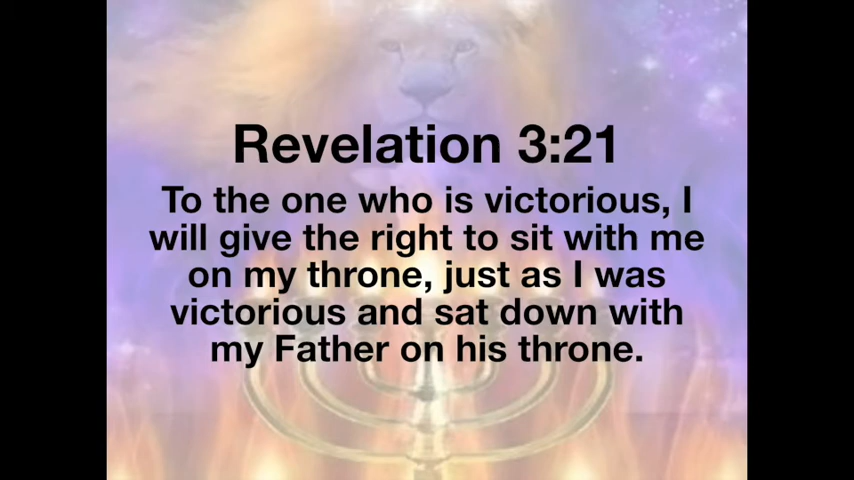 Revelation 3:21
To the one who is victorious, I
will give the right to sit with me
on my throne, just as I was
victorious and sat down with
my Father on his throne.